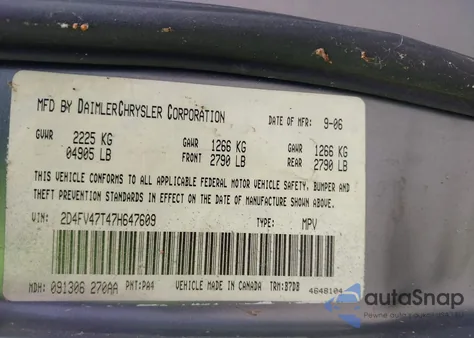 MFD BY DAIMLERCHRYSLER CORPORATION DATE OF MFR: 9-06
GVWR 2225 KG GAWR 1266 KG GAWR 1266 KG
04905 LB FRONT 2790 LB REAR 2790 LB
THIS VEHICLE CONFORMS TO ALL APPLICABLE FEDERAL MOTOR VEHICLE SAFETY, BUMPER AND
THEFT PREVENTION STANDARDS IN EFFECT ON THE DATE OF MANUFACTURE SHOWN ABOVE.
VIN: 2D4FV47T47H647609 TYPE: MPV
MDH: 091306 270AA PNT:PA4 VEHICLE MADE IN CANADA TRM:B7DB
4648104
autoSnap